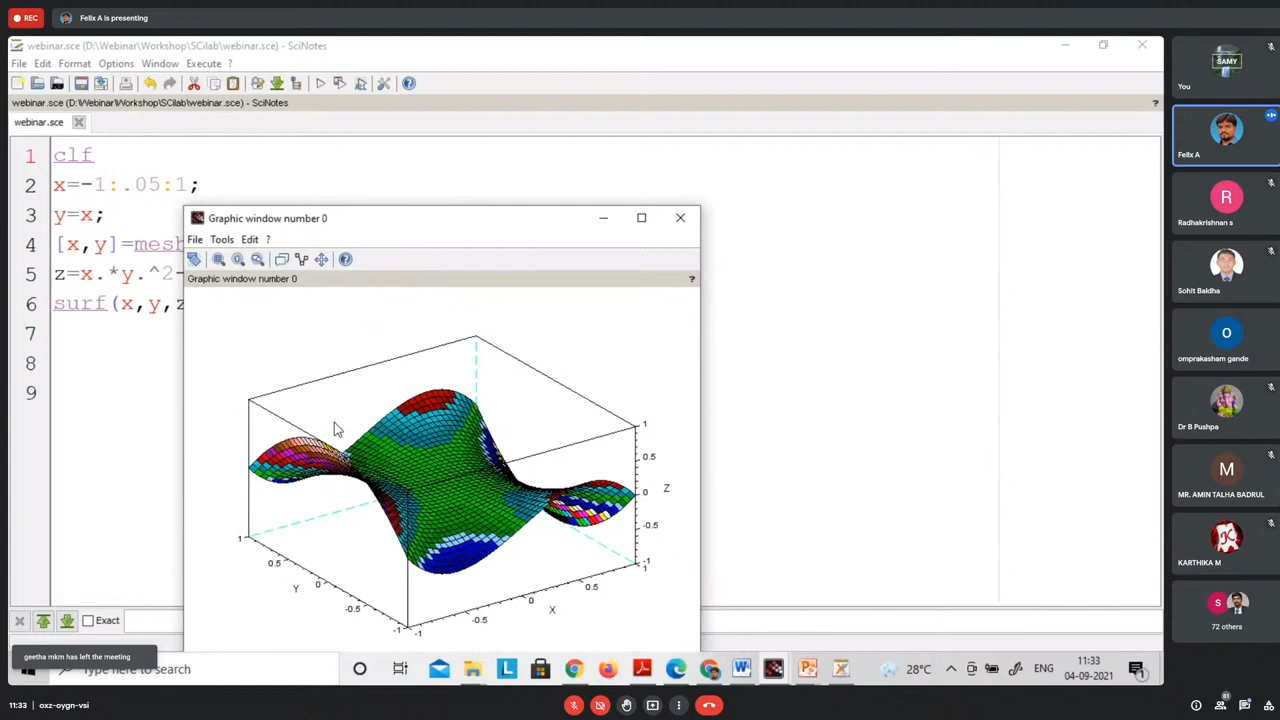 REC
Felix A is presenting
webinar.sce (D:\Webinar\Workshop\SCilab\webinar.sce) - SciNotes
File Edit Format Options Window Execute ?
webinar.sce (D:\Webinar\Workshop\SCilab\webinar.sce) - SciNotes ?
webinar.sce
1 clf
2 x=-1:.05:1;
3 y=x;
4 [x,y]=mesh
5 z=x.*y.^2-
6 surf(x,y,z
7
8
9
Graphic window number 0
File Tools Edit ?
Graphic window number 0 ?
1
0.5
0
-0.5
-1
Z
1
0.5
0
-0.5
-1
Y
1
0.5
0
-0.5
-1
X
Exact
geetha mkm has left the meeting
here to search
28°C
ENG
11:33
04-09-2021
1
SAMY
You
Felix A
R
Radhakrishnan s
Sohit Baldha
o
omprakasham gande
Dr B Pushpa
M
MR. AMIN TALHA BADRUL
KARTHIKA M
S
72 others
11:33
oxz-oygn-vsi
81